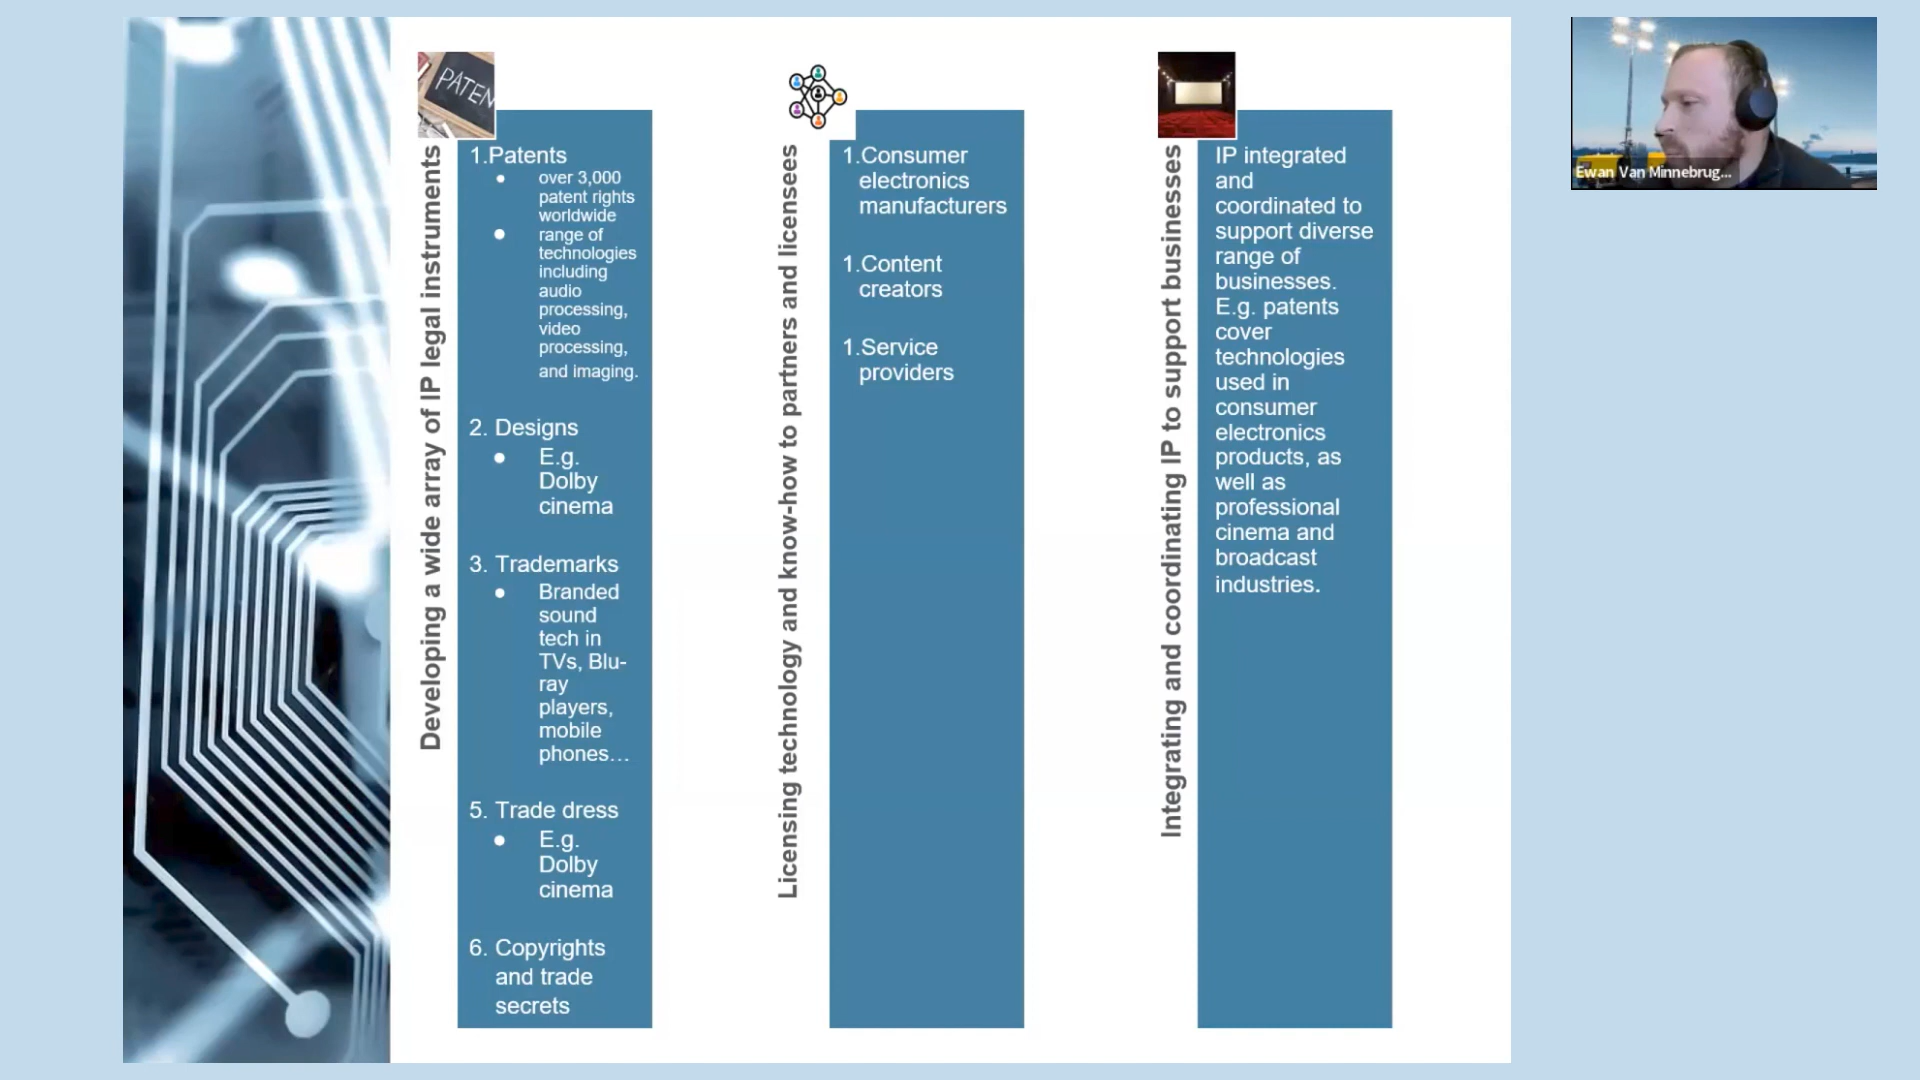 PATEN
Developing a wide array of IP legal instruments
1.Patents
● over 3,000
patent rights
worldwide
● range of
technologies
including
audio
processing,
video
processing,
and imaging.
2. Designs
● E.g.
Dolby
cinema
3. Trademarks
● Branded
sound
tech in
TVs, Blu-
ray
players,
mobile
phones…
5. Trade dress
● E.g.
Dolby
cinema
6. Copyrights
and trade
secrets
Licensing technology and know-how to partners and licensees
1.Consumer
electronics
manufacturers
1.Content
creators
1.Service
providers
Integrating and coordinating IP to support businesses
IP integrated
and
coordinated to
support diverse
range of
businesses.
E.g. patents
cover
technologies
used in
consumer
electronics
products, as
well as
professional
cinema and
broadcast
industries.
Ewan Van Minnebrug...